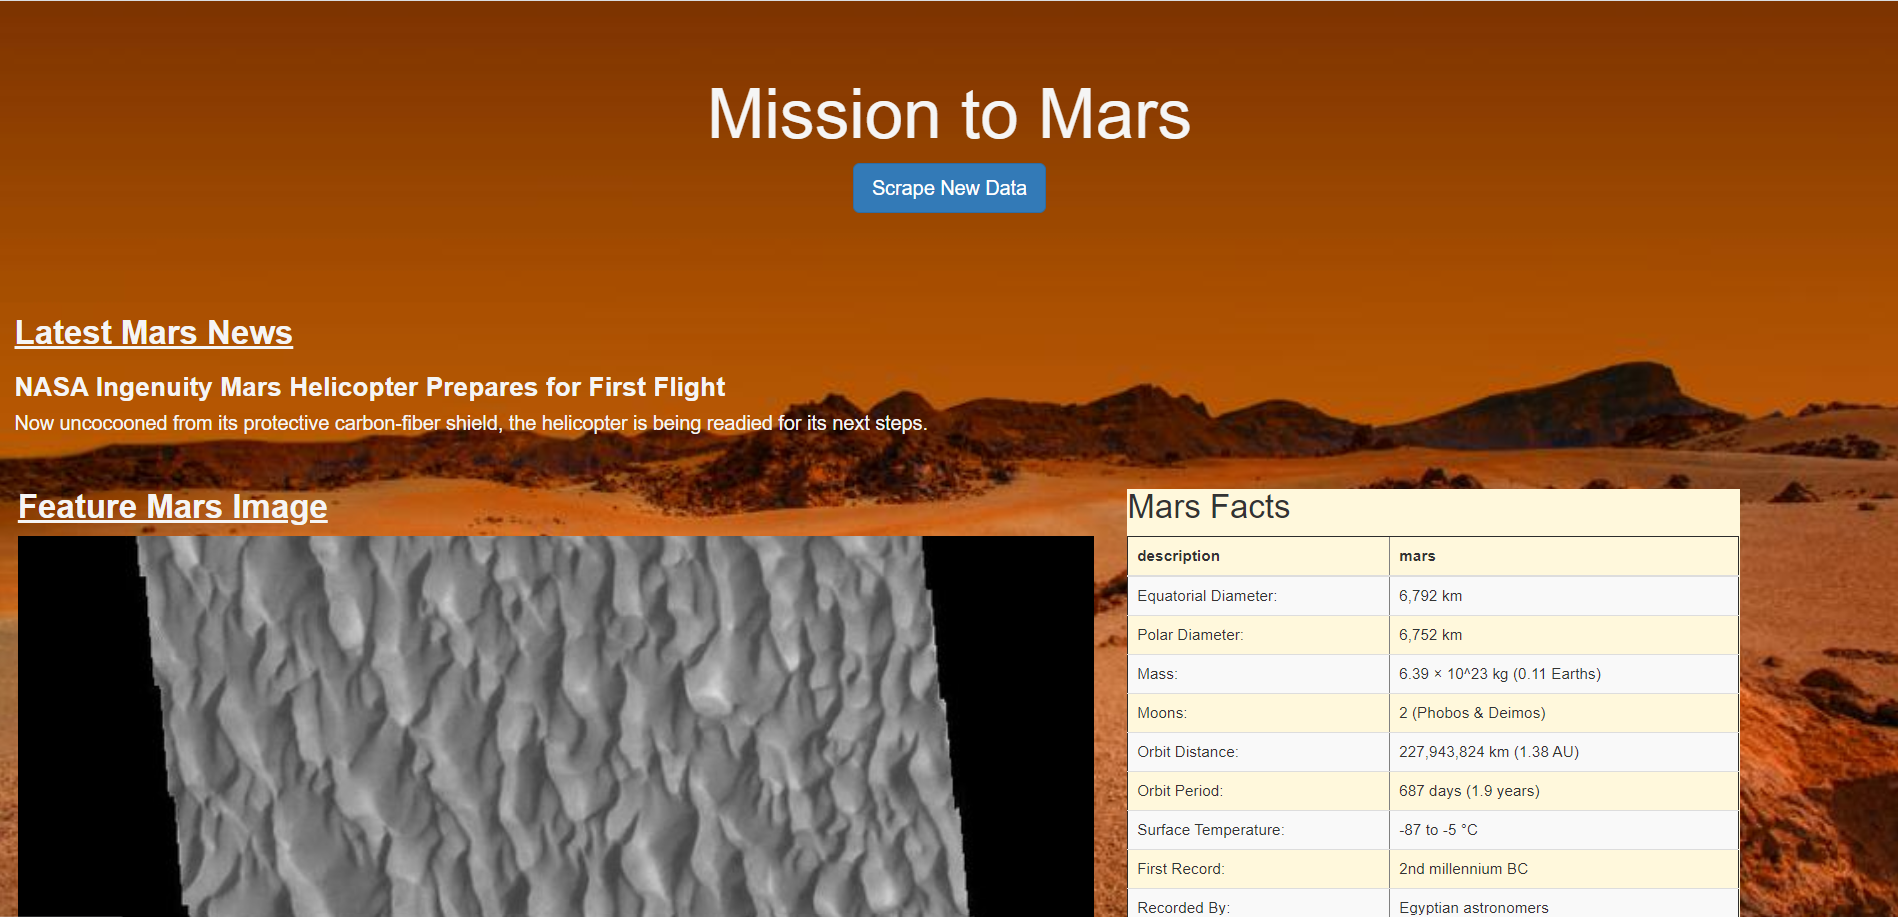 Mission to Mars
Scrape New Data
Latest Mars News
NASA Ingenuity Mars Helicopter Prepares for First Flight
Now uncocooned from its protective carbon-fiber shield, the helicopter is being readied for its next steps.
Feature Mars Image
Mars Facts
description mars
Equatorial Diameter: 6,792 km
Polar Diameter: 6,752 km
Mass: 6.39 × 10^23 kg (0.11 Earths)
Moons: 2 (Phobos & Deimos)
Orbit Distance: 227,943,824 km (1.38 AU)
Orbit Period: 687 days (1.9 years)
Surface Temperature: -87 to -5 °C
First Record: 2nd millennium BC
Recorded By: Egyptian astronomers